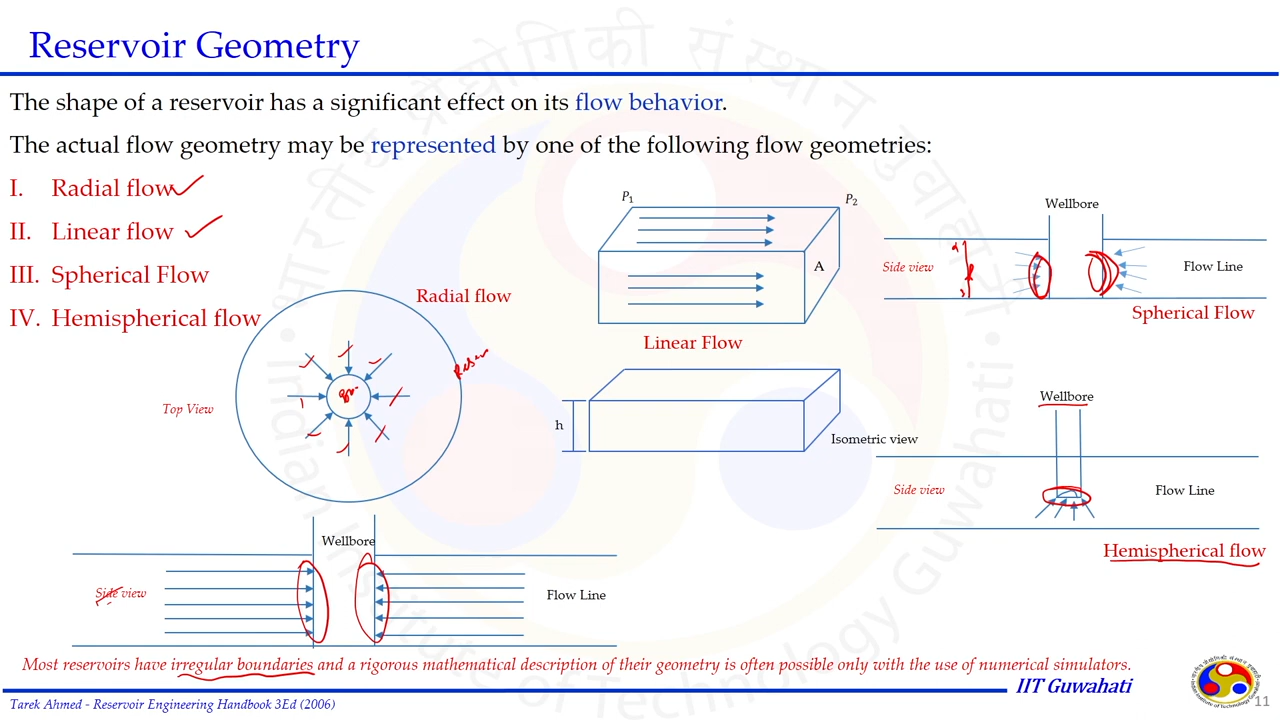 Reservoir Geometry
The shape of a reservoir has a significant effect on its flow behavior.
The actual flow geometry may be represented by one of the following flow geometries:
I. Radial flow
II. Linear flow
III. Spherical Flow
IV. Hemispherical flow
Radial flow
Top View
P1
P2
A
Linear Flow
h
Isometric view
Wellbore
Side view
Flow Line
Spherical Flow
Wellbore
Side view
Flow Line
Hemispherical flow
Wellbore
Side view
Flow Line
Most reservoirs have irregular boundaries and a rigorous mathematical description of their geometry is often possible only with the use of numerical simulators.
IIT Guwahati
Tarek Ahmed - Reservoir Engineering Handbook 3Ed (2006)
11
Indian Institute of Technology Guwahati